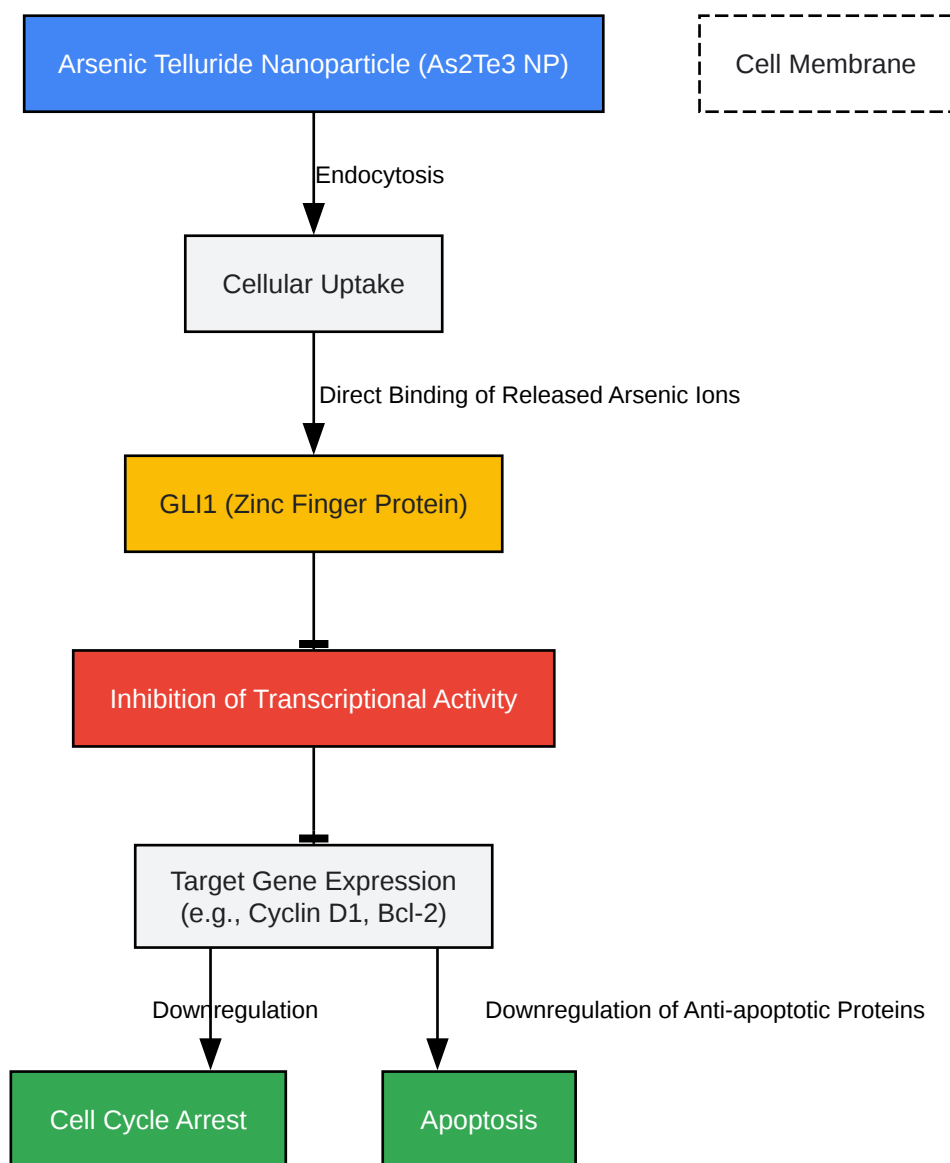 Arsenic Telluride Nanoparticle (As2Te3 NP)
Cell Membrane
Endocytosis
Cellular Uptake
Direct Binding of Released Arsenic Ions
GLI1 (Zinc Finger Protein)
Inhibition of Transcriptional Activity
Target Gene Expression
(e.g., Cyclin D1, Bcl-2)
Downregulation
Downregulation of Anti-apoptotic Proteins
Cell Cycle Arrest
Apoptosis